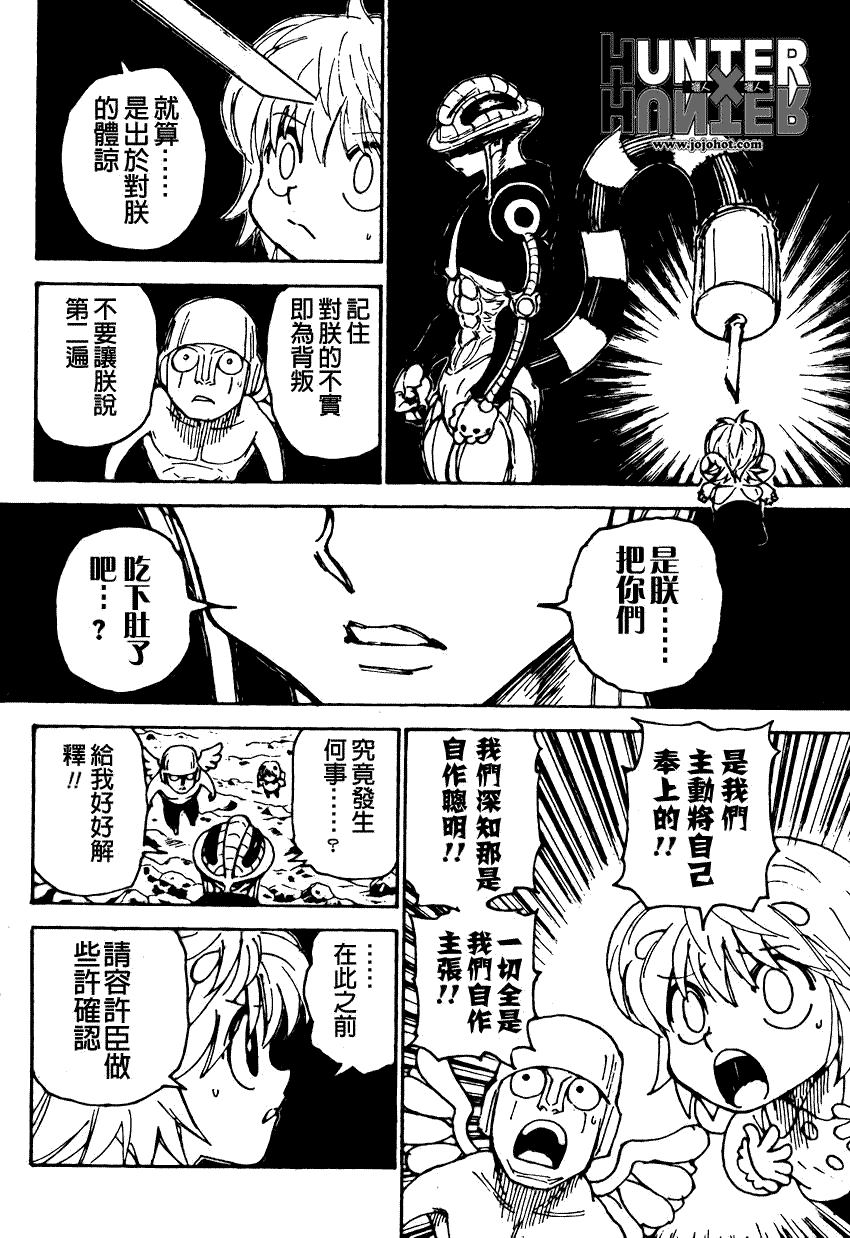 HUNTER
獵人 獵人
HUNTER
www.jojohot.com
就算……
是出於對朕
的體諒
記住
對朕的不實
即為背叛
不要讓朕說
第二遍
是朕……
把你們
吃下肚了
吧…？
是我們
主動將自己
奉上的!!
我們深知那是
自作聰明!!
一切全是
我們自作
主張!!
究竟發生
何事……?
給我好好解
釋!!
……
在此之前
請容許臣做
些許確認